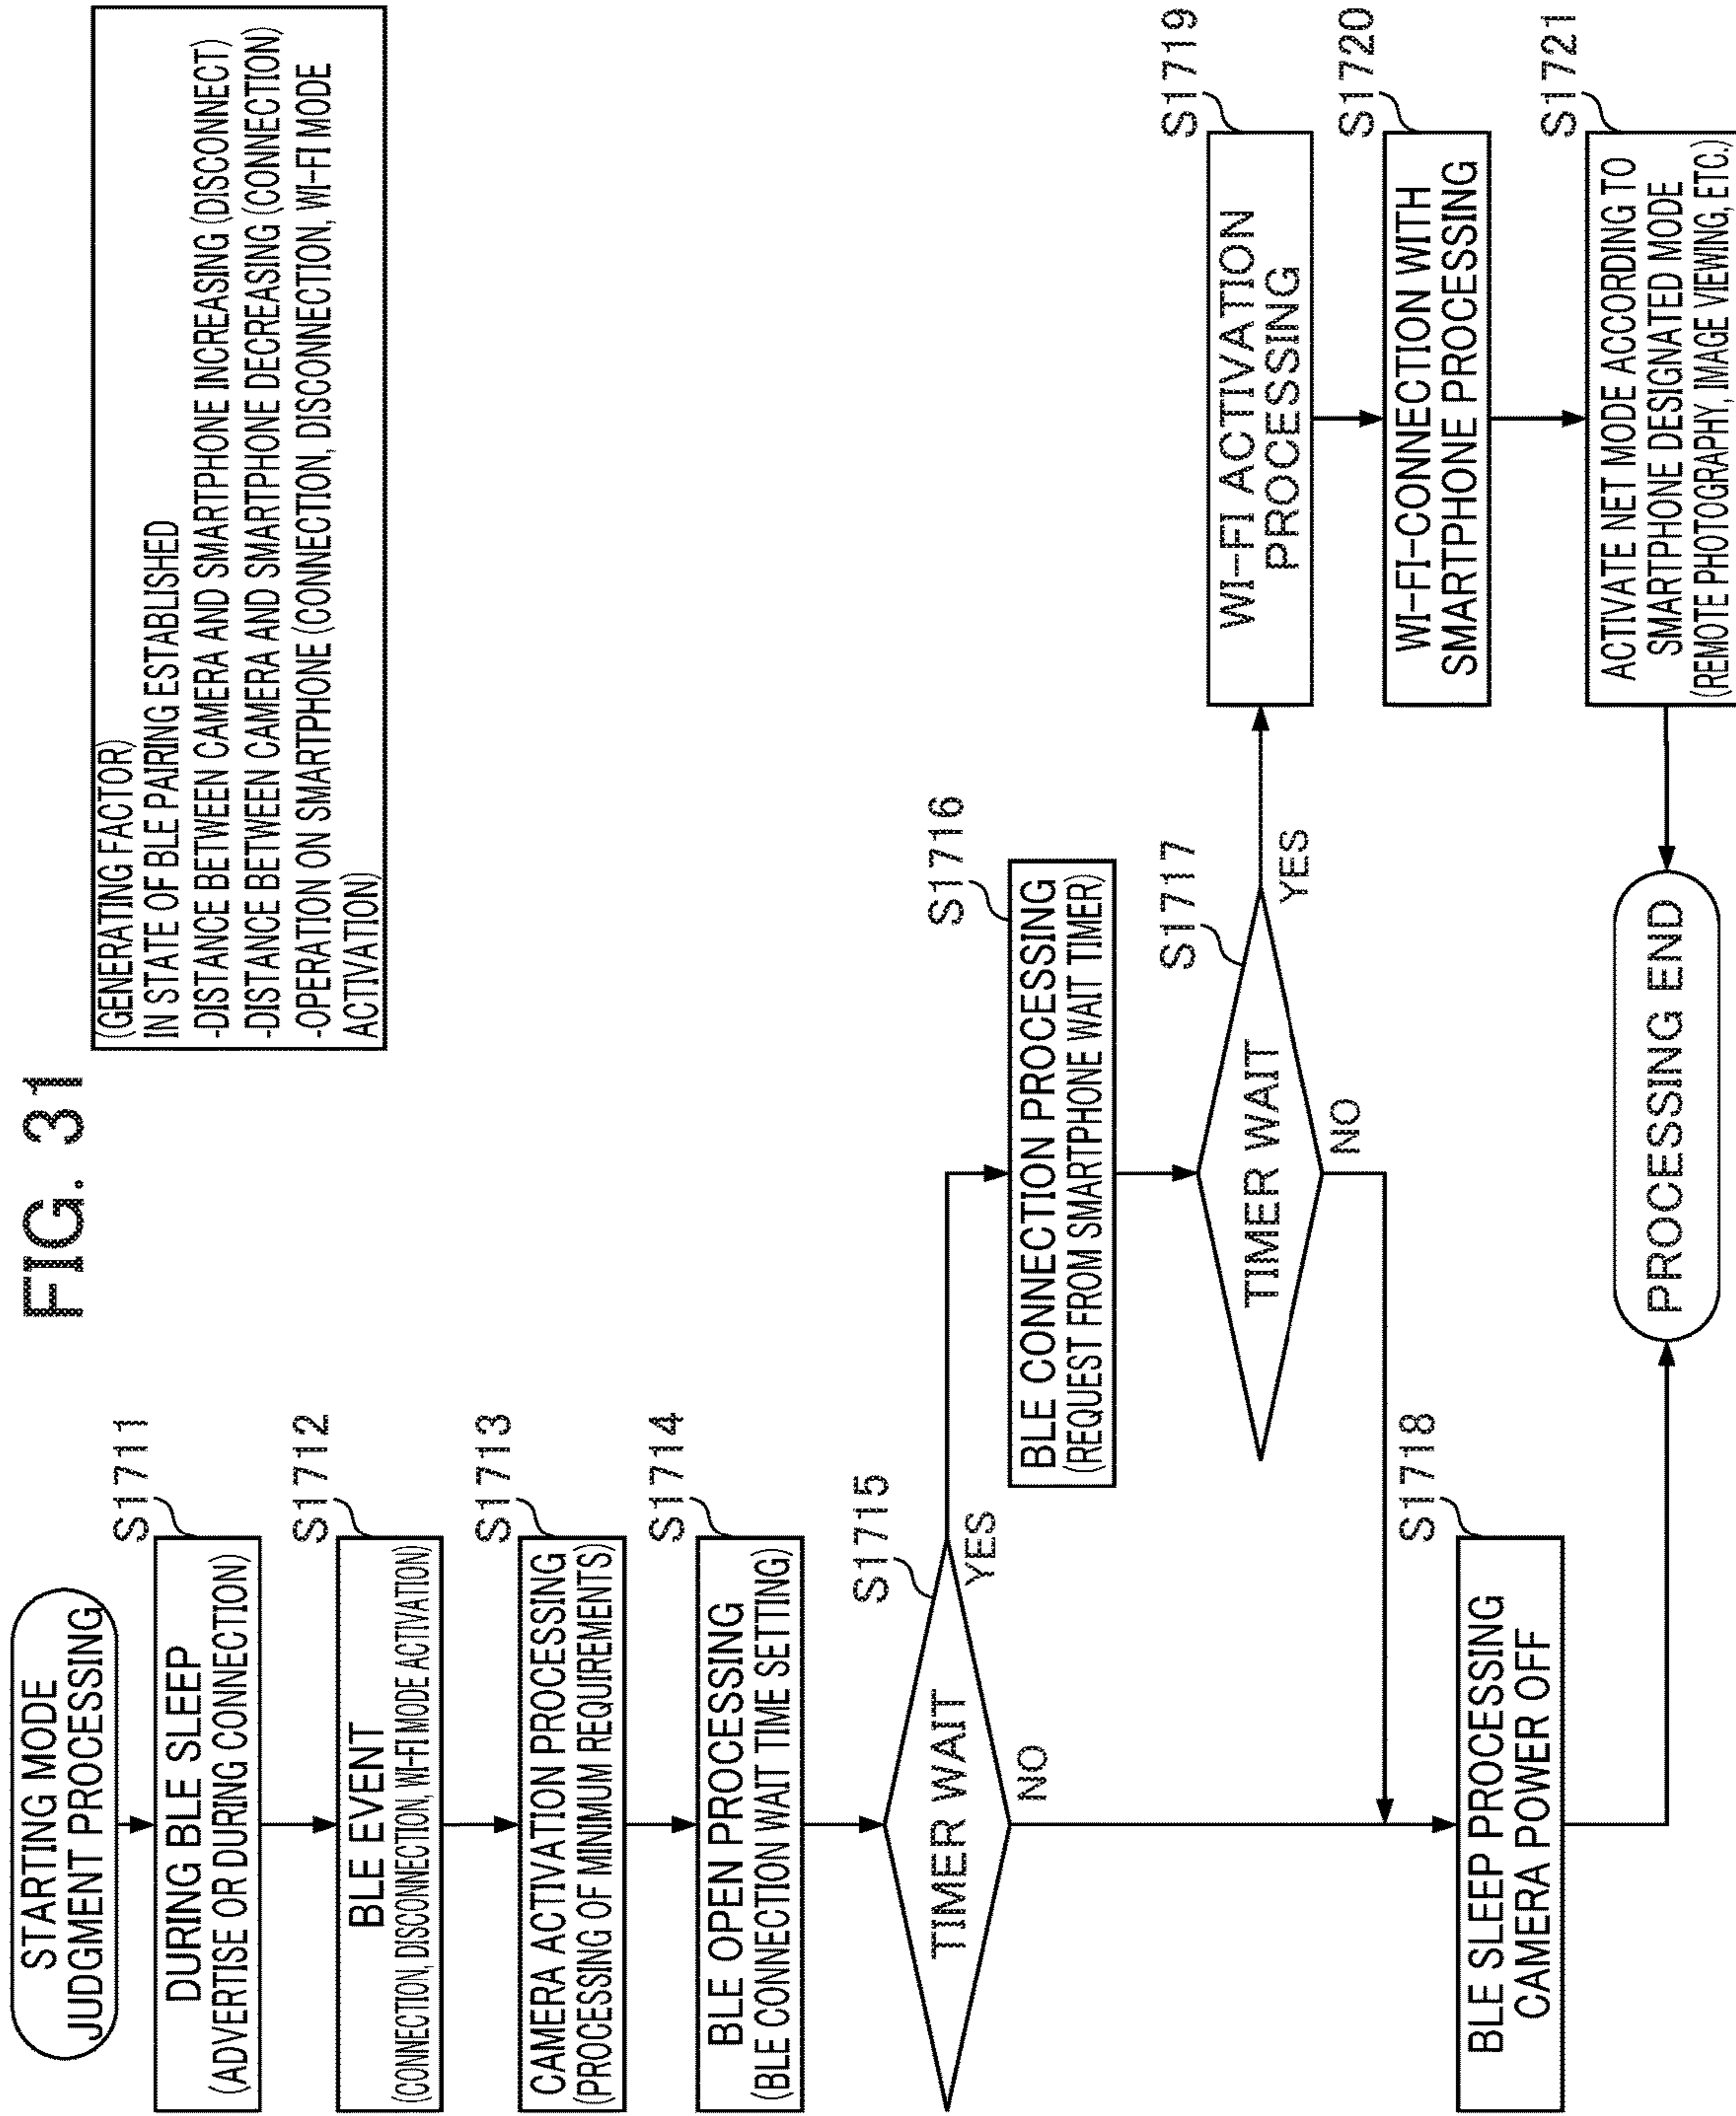 FIG. 31
(GENERATING FACTOR)
IN STATE OF BLE PAIRING ESTABLISHED
-DISTANCE BETWEEN CAMERA AND SMARTPHONE INCREASING (DISCONNECT)
-DISTANCE BETWEEN CAMERA AND SMARTPHONE DECREASING (CONNECTION)
-OPERATION ON SMARTPHONE (CONNECTION, DISCONNECTION, WI-FI MODE
ACTIVATION)
STARTING MODE
JUDGMENT PROCESSING
S1711
DURING BLE SLEEP
(ADVERTISE OR DURING CONNECTION)
S1712
BLE EVENT
(CONNECTION, DISCONNECTION, WI-FI MODE ACTIVATION)
S1713
CAMERA ACTIVATION PROCESSING
(PROCESSING OF MINIMUM REQUIREMENTS)
S1714
BLE OPEN PROCESSING
(BLE CONNECTION WAIT TIME SETTING)
S1715
TIMER WAIT
YES
NO
S1716
BLE CONNECTION PROCESSING
(REQUEST FROM SMARTPHONE WAIT TIMER)
S1717
TIMER WAIT
YES
NO
S1718
BLE SLEEP PROCESSING
CAMERA POWER OFF
S1719
WI-FI ACTIVATION
PROCESSING
S1720
WI-FI-CONNECTION WITH
SMARTPHONE PROCESSING
S1721
ACTIVATE NET MODE ACCORDING TO
SMARTPHONE DESIGNATED MODE
(REMOTE PHOTOGRAPHY, IMAGE VIEWING, ETC.)
PROCESSING END